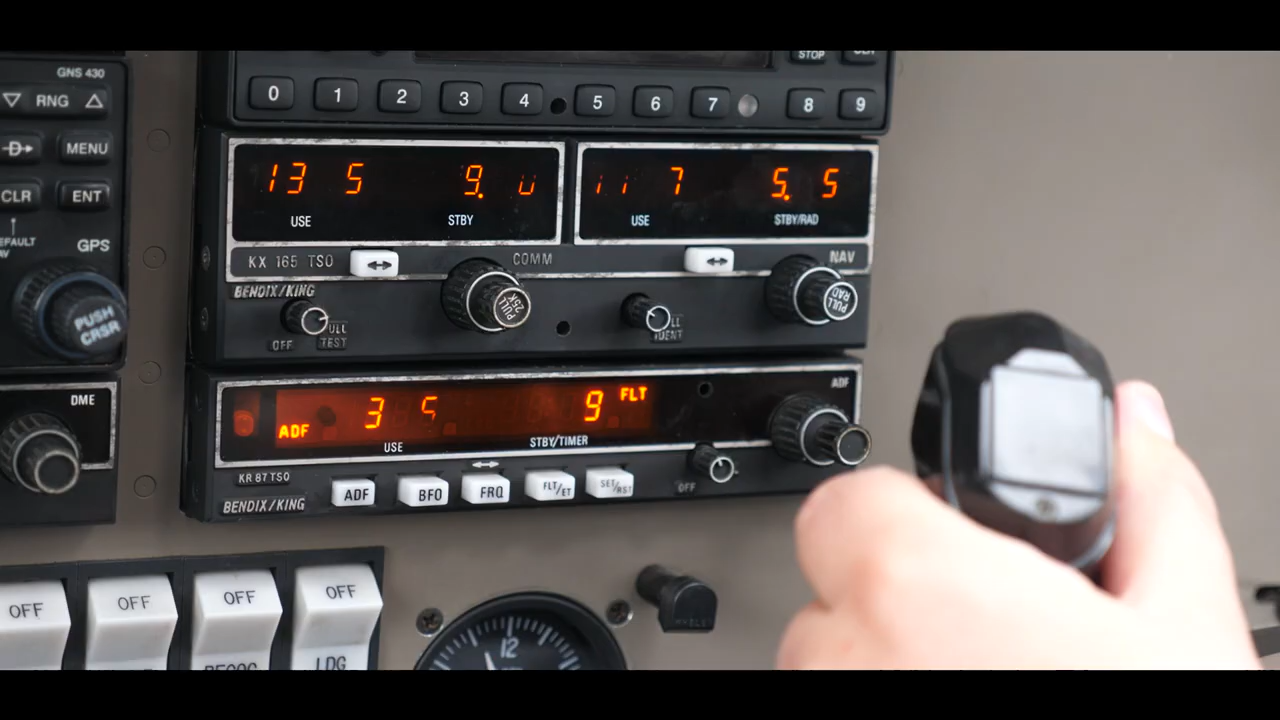 GNS 430
RNG
MENU
CLR ENT
GPS
PUSH
CRSR
DME
STOP
0 1 2 3 4 5 6 7 8 9
13 5 9.
7 5. 5
USE STBY USE STBY/RAD
KX 165 TSO COMM NAV
BENDIX/KING
PULL
25K
PULL
RAD
OFF TEST
IDENT
ADF 3 5 9 FLT ADF
USE STBY/TIMER
KR 87 TSO
BENDIX/KING
ADF BFO FRQ FLT/ET SET/RST
OFF
OFF OFF OFF OFF
RECOG LDG
12